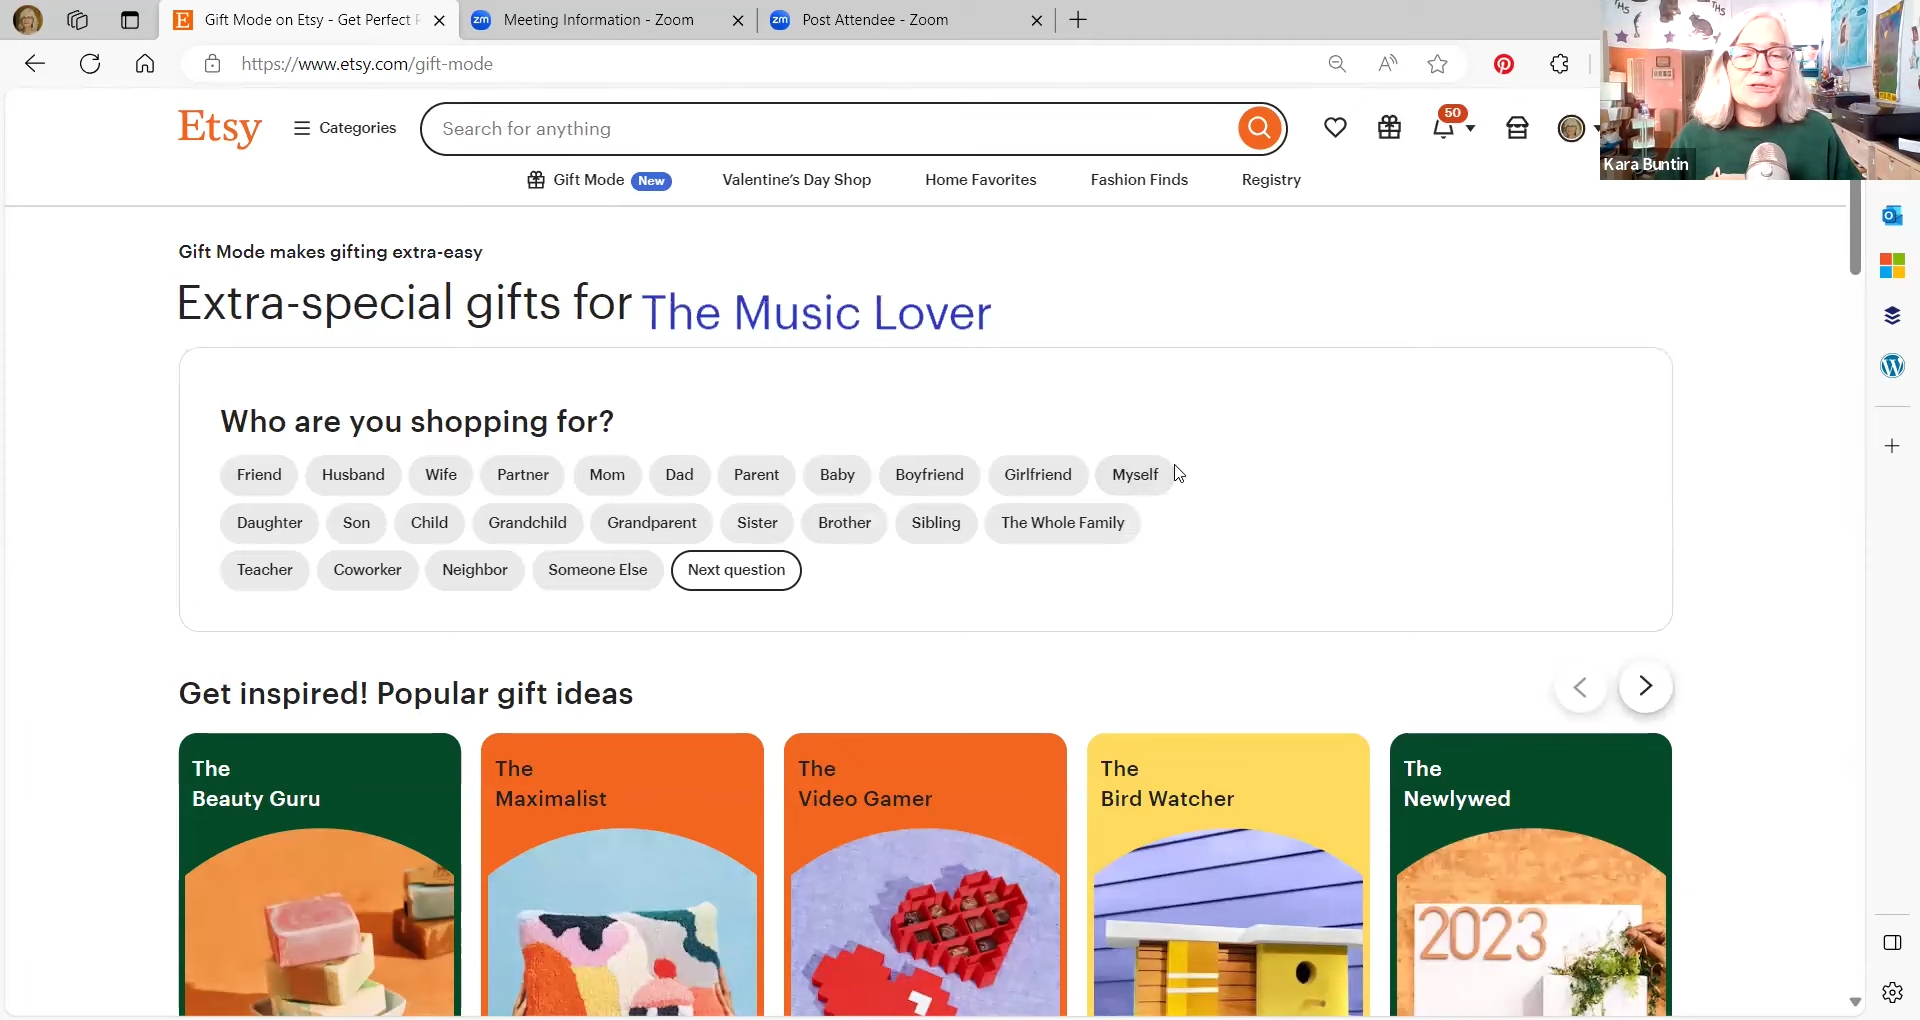 Gift Mode on Etsy - Get Perfect P
Meeting Information - Zoom
Post Attendee - Zoom
https://www.etsy.com/gift-mode
Kara Buntin
Etsy
Categories
Search for anything
50
Gift Mode New
Valentine's Day Shop
Home Favorites
Fashion Finds
Registry
Gift Mode makes gifting extra-easy
Extra-special gifts for The Music Lover
Who are you shopping for?
Friend Husband Wife Partner Mom Dad Parent Baby Boyfriend Girlfriend Myself
Daughter Son Child Grandchild Grandparent Sister Brother Sibling The Whole Family
Teacher Coworker Neighbor Someone Else Next question
Get inspired! Popular gift ideas
The
Beauty Guru
The
Maximalist
The
Video Gamer
The
Bird Watcher
The
Newlywed
2023